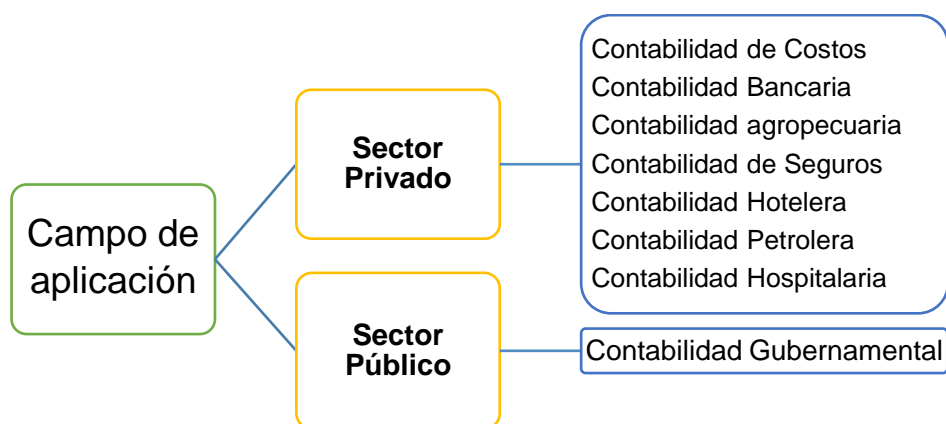 Campo de
aplicación
Sector
Privado
Contabilidad de Costos
Contabilidad Bancaria
Contabilidad agropecuaria
Contabilidad de Seguros
Contabilidad Hotelera
Contabilidad Petrolera
Contabilidad Hospitalaria
Sector
Público
Contabilidad Gubernamental